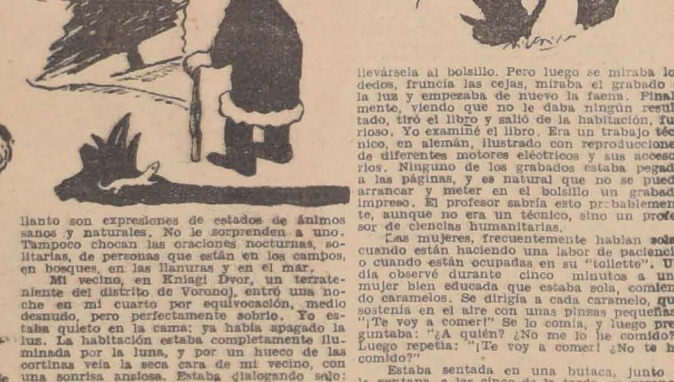 llanto son expresiones de estados de ánimos
sanos y naturales. No le sorprenden a uno.
Tampoco chocan las oraciones nocturnas, so-
litarias, de personas que están en los campos,
en bosques, en las llanuras y en el mar.
Mi vecino, en Kniagi Dvor, un terrate-
niente del distrito de Voronoj, entró una no-
che en mi cuarto por equivocación, medio
desnudo, pero perfectamente sobrio. Yo es-
taba quieto en la cama; ya había apagado la
luz. La habitación estaba completamente ilu-
minada por la luna, y por un hueco de las
cortinas veía la seca cara de mi vecino, con
una sonrisa ansiosa. Estaba dialogando solo:
llevársela al bolsillo. Pero luego se miraba lo
dedos, fruncía las cejas, miraba el grabado
la luz y empezaba de nuevo la faena. Final
mente, viendo que no le daba ningún resul
tado, tiró el libro y salió de la habitación, fu
rioso. Yo examiné el libro. Era un trabajo téc
nico, en alemán, ilustrado con reproduccione
de diferentes motores eléctricos y sus acceso
rios. Ninguno de los grabados estaba pegad
a las páginas, y es natural que no se pued
arrancar y meter en el bolsillo un grabad
impreso. El profesor sabría esto probablemen
te, aunque no era un técnico, sino un profe
sor de ciencias humanitarias.
Las mujeres, frecuentemente hablan solas
cuando están haciendo una labor de pacienci
o cuando están ocupadas en su "toilette". U
día observé durante cinco minutos a un
mujer bien educada que estaba sola, comien
do caramelos. Se dirigía a cada caramelo, qu
sostenía en el aire con unas pinzas pequeñas
"¡Te voy a comer!" Se lo comía, y luego pre
guntaba: "¿A quién? ¿No me lo he comido?
Luego repetía: "¡Te voy a comer! ¿No te h
comido?"
Estaba sentada en una butaca, junto